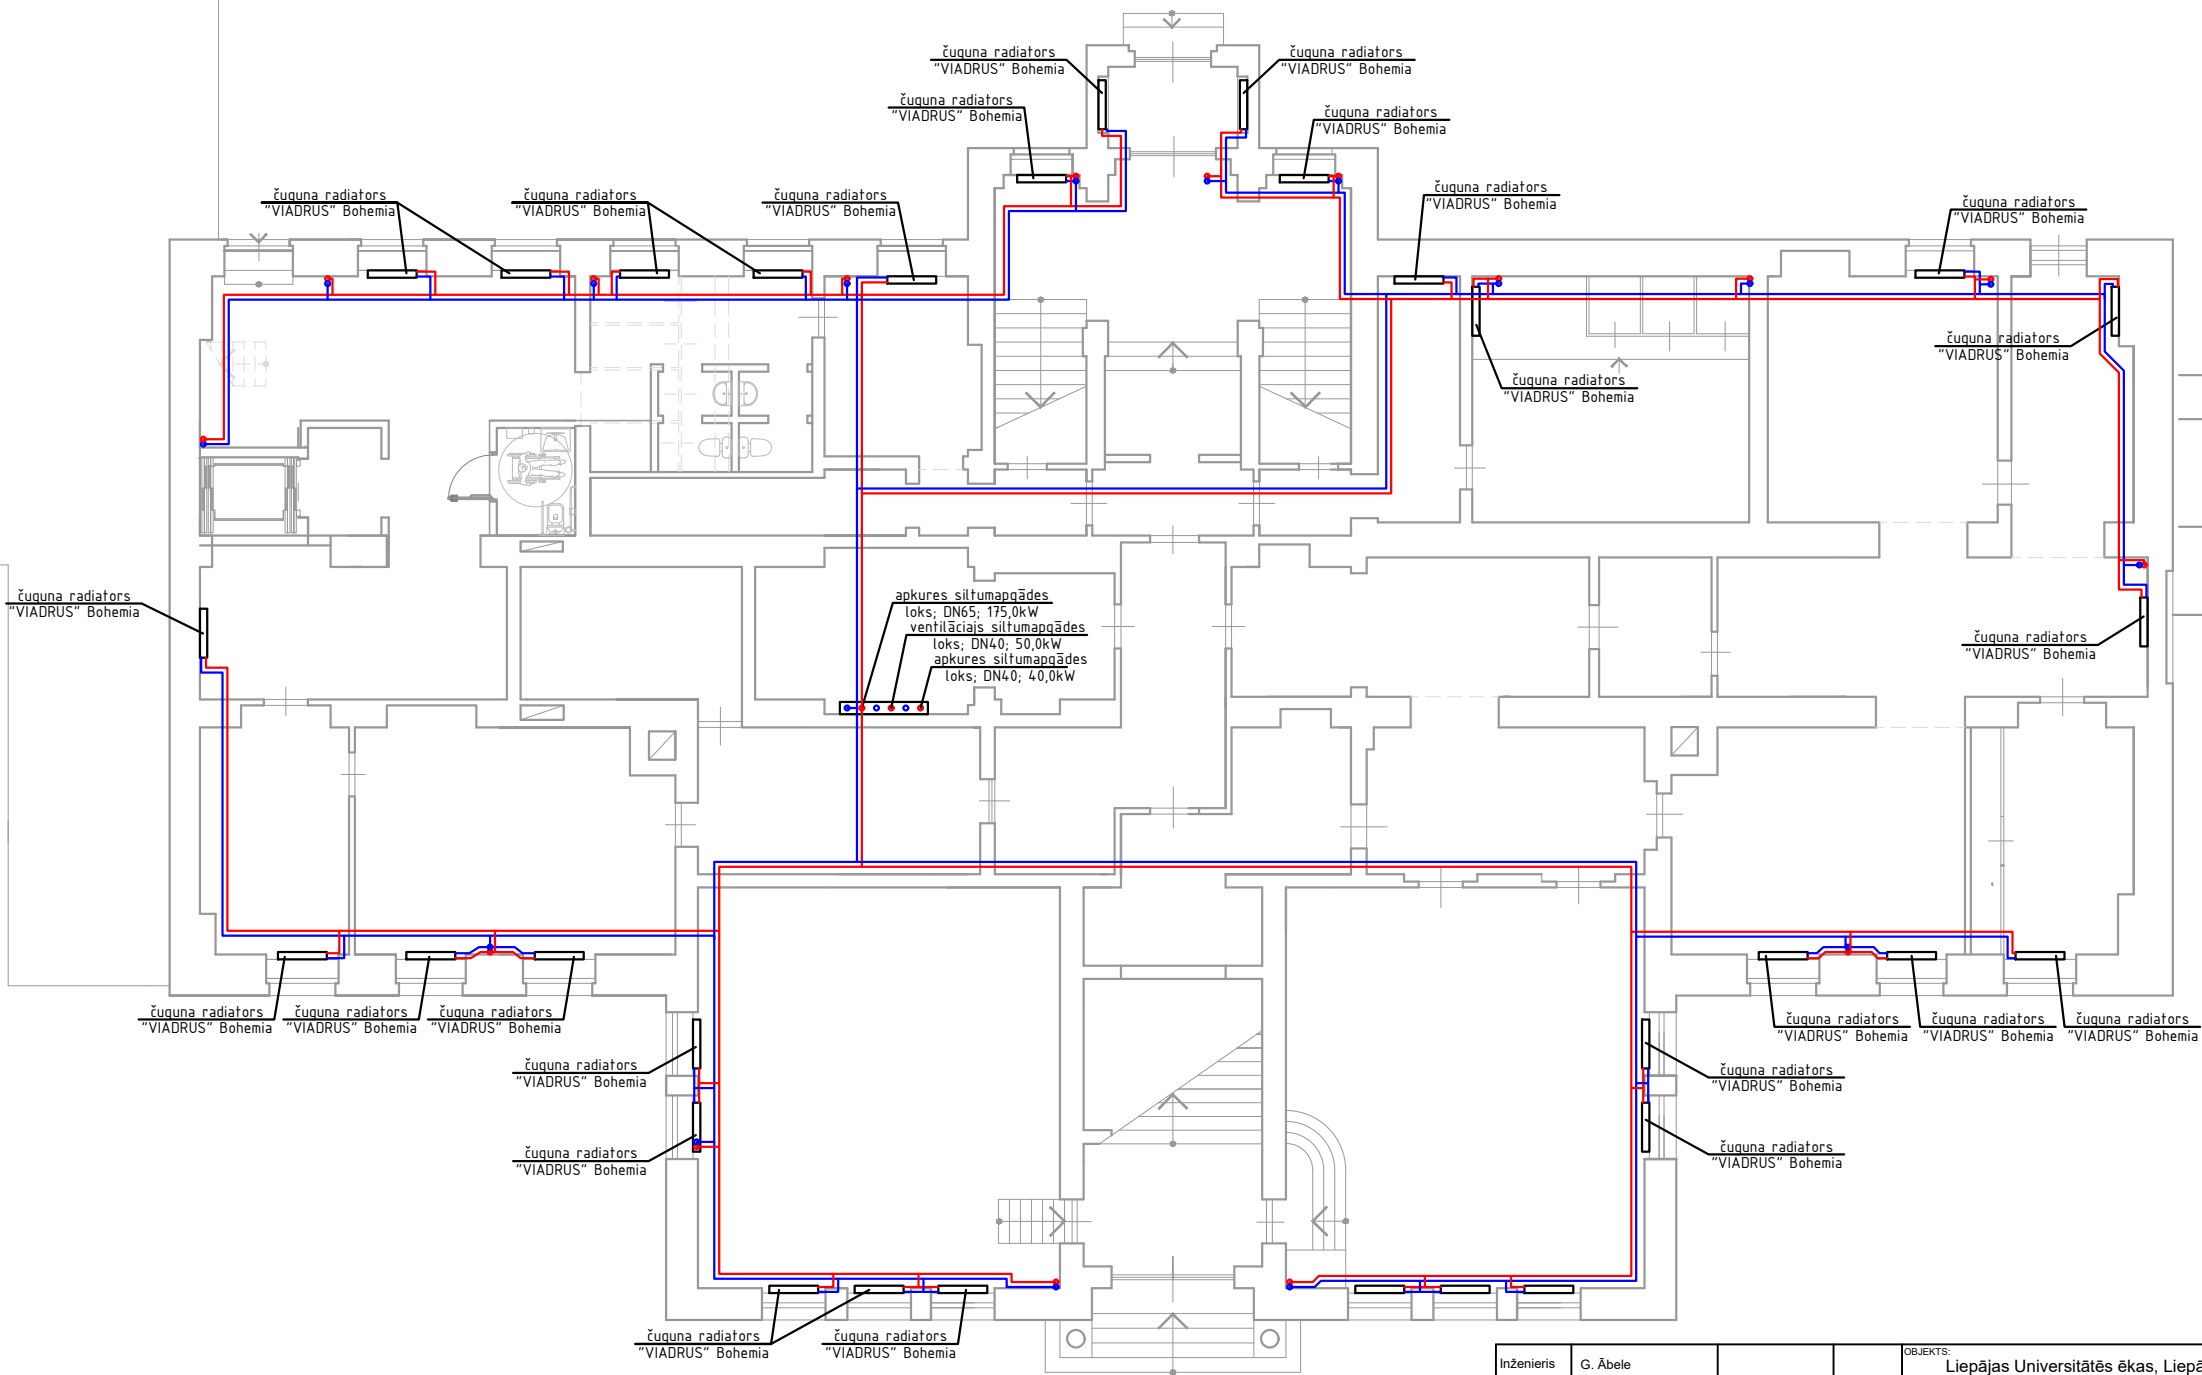 čuguna radiators
"VIADRUS" Bohemia
čuguna radiators
"VIADRUS" Bohemia
čuguna radiators
"VIADRUS" Bohemia
čuguna radiators
"VIADRUS" Bohemia
čuguna radiators
"VIADRUS" Bohemia
čuguna radiators
"VIADRUS" Bohemia
čuguna radiators
"VIADRUS" Bohemia
čuguna radiators
"VIADRUS" Bohemia
čuguna radiators
"VIADRUS" Bohemia
čuguna radiators
"VIADRUS" Bohemia
čuguna radiators
"VIADRUS" Bohemia
čuguna radiators
"VIADRUS" Bohemia
apkures siltumapgādes
loks; DN65; 175,0kW
ventilāciajs siltumapgādes
loks; DN40; 50,0kW
apkures siltumapgādes
loks; DN40; 40,0kW
čuguna radiators
"VIADRUS" Bohemia
čuguna radiators
"VIADRUS" Bohemia
čuguna radiators
"VIADRUS" Bohemia
čuguna radiators
"VIADRUS" Bohemia
čuguna radiators
"VIADRUS" Bohemia
čuguna radiators
"VIADRUS" Bohemia
čuguna radiators
"VIADRUS" Bohemia
čuguna radiators
"VIADRUS" Bohemia
čuguna radiators
"VIADRUS" Bohemia
čuguna radiators
"VIADRUS" Bohemia
čuguna radiators
"VIADRUS" Bohemia
čuguna radiators
"VIADRUS" Bohemia
čuguna radiators
"VIADRUS" Bohemia
Inženieris G. Ābele
OBJEKTS:
Liepājas Universitātēs ēkas, Liepā